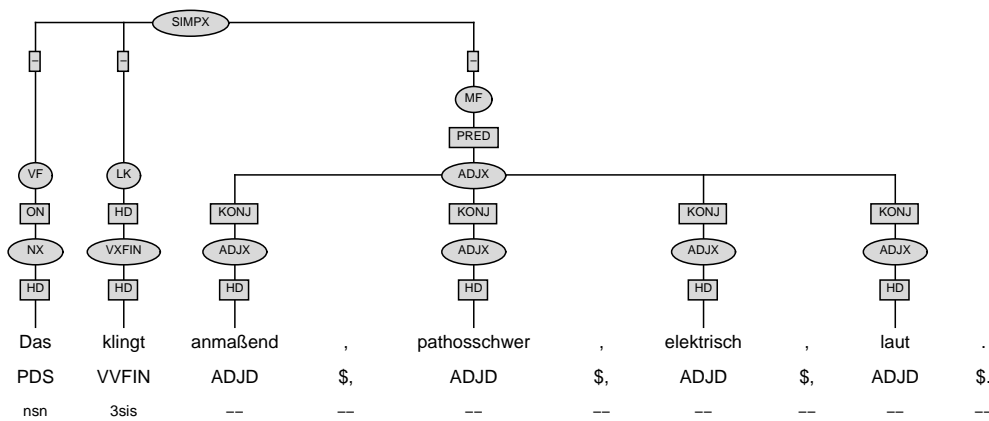 SIMPX
– – –
MF
PRED
VF LK ADJX
ON HD KONJ KONJ KONJ KONJ
NX VXFIN ADJX ADJX ADJX ADJX
HD HD HD HD HD HD
Das klingt anmaßend , pathosschwer , elektrisch , laut .
PDS VVFIN ADJD $, ADJD $, ADJD $, ADJD $.
nsn 3sis –– –– –– –– –– –– –– ––